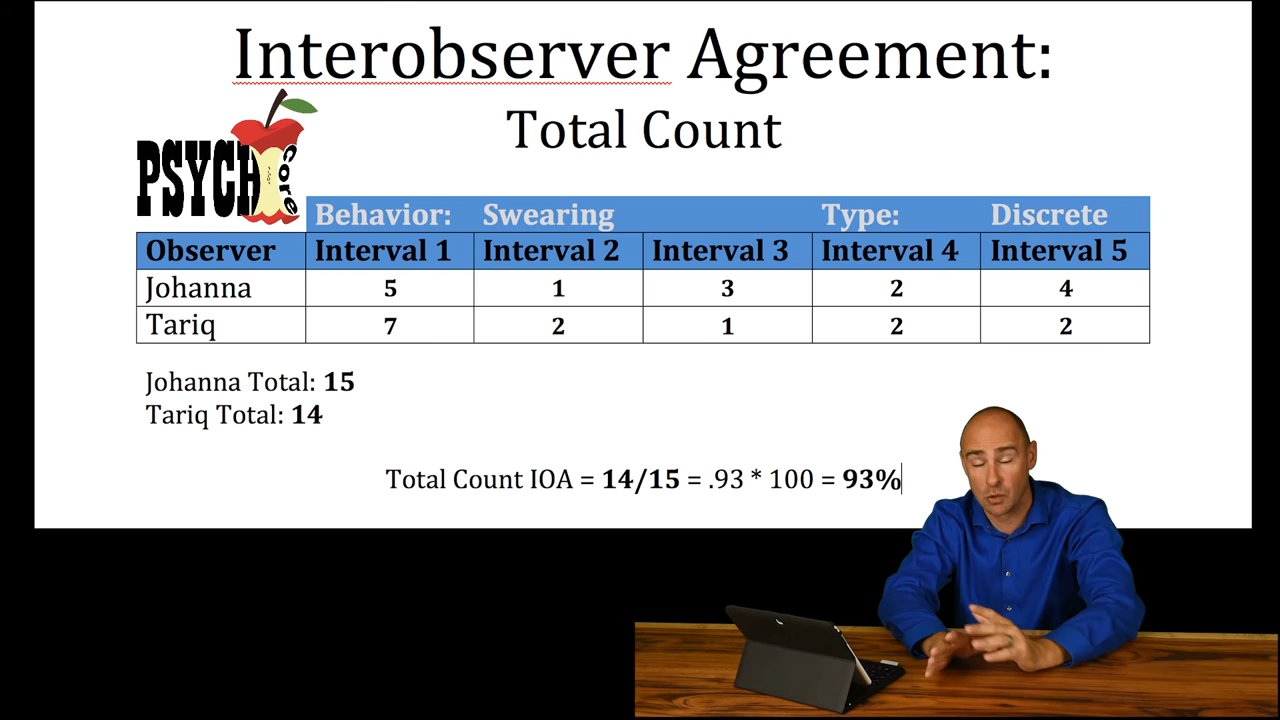 Interobserver Agreement:
Total Count
PSYCH Core
Behavior: Swearing Type: Discrete
Observer Interval 1 Interval 2 Interval 3 Interval 4 Interval 5
Johanna 5 1 3 2 4
Tariq 7 2 1 2 2
Johanna Total: 15
Tariq Total: 14
Total Count IOA = 14/15 = .93 * 100 = 93%